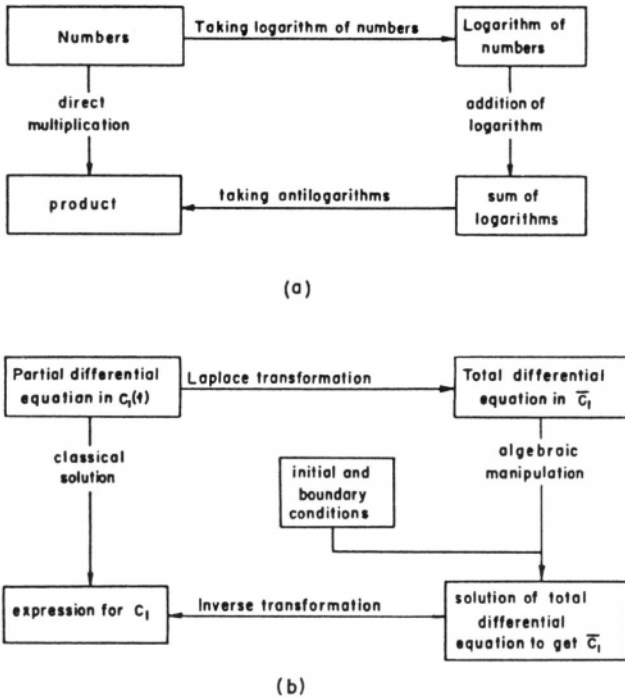 Numbers
Taking logarithm of numbers
Logarithm of
numbers
direct
multiplication
addition of
logarithm
product
taking antilogarithms
sum of
logarithms
(a)
Partial differential
equation in C₁(t)
Laplace transformation
Total differential
equation in C̅₁
classical
solution
initial and
boundary
conditions
algebraic
manipulation
expression for C₁
Inverse transformation
solution of total
differential
equation to get C̅₁
(b)